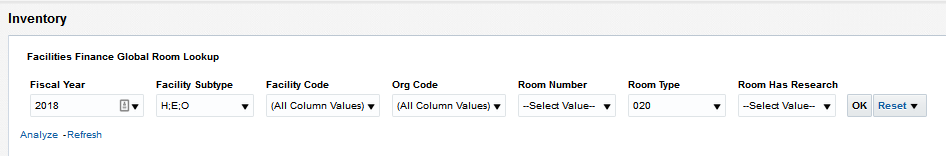 Inventory
Facilities Finance Global Room Lookup
Fiscal Year Facility Subtype Facility Code Org Code Room Number Room Type Room Has Research
2018 H;E;O (All Column Values) (All Column Values) --Select Value-- 020 --Select Value-- OK Reset
Analyze -Refresh